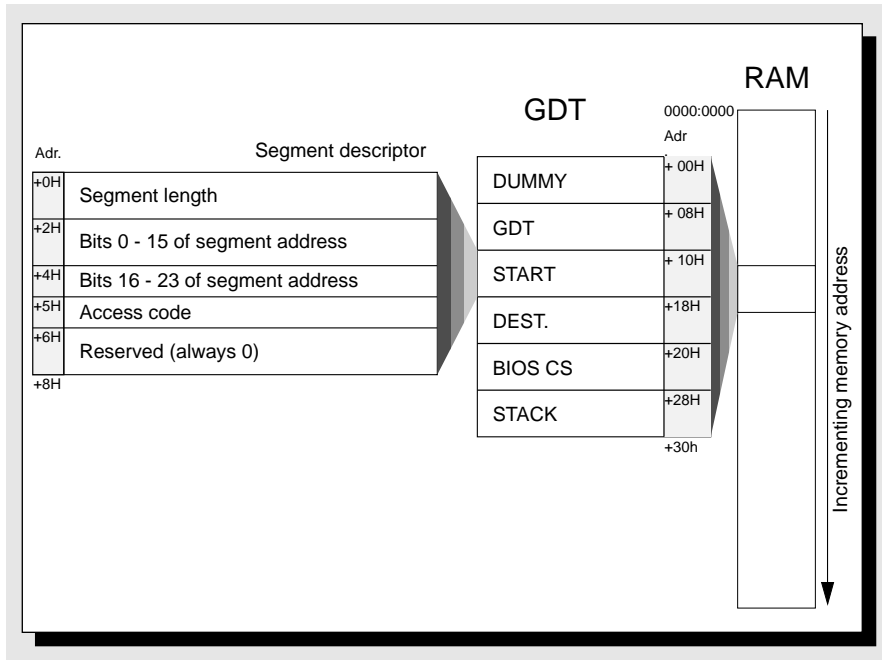 RAM
GDT
0000:0000
Adr
.
Adr.
Segment descriptor
+0H
Segment length
+2H
Bits 0 - 15 of segment address
+4H
Bits 16 - 23 of segment address
+5H
Access code
+6H
Reserved (always 0)
+8H
DUMMY
+ 00H
GDT
+ 08H
START
+ 10H
DEST.
+18H
BIOS CS
+20H
STACK
+28H
+30h
Incrementing memory address